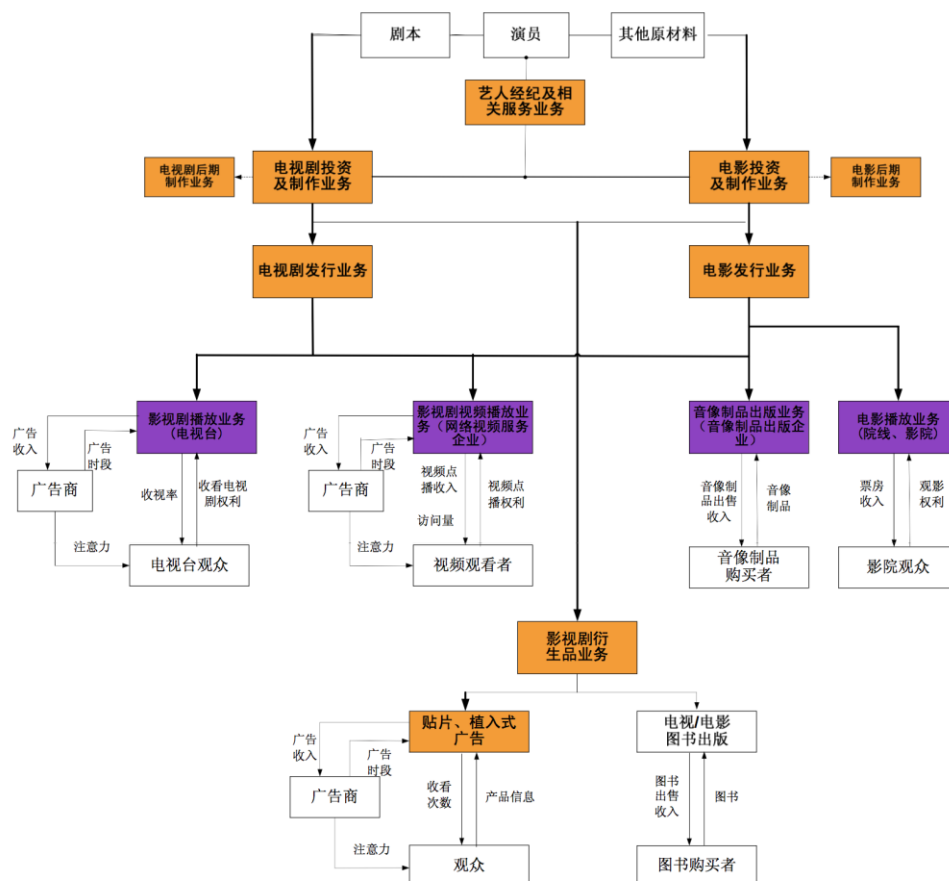 剧本
演员
其他原材料
艺人经纪及相
关服务业务
电视剧后期
制作业务
电视剧投资
及制作业务
电影投资
及制作业务
电影后期
制作业务
电视剧发行业务
电影发行业务
影视剧播放业务
(电视台)
影视剧视频播放业
务（网络视频服务
企业）
音像制品出版业务
（音像制品出版企
业）
电影播放业务
(院线、影院)
广告
收入
广告
时段
广告商
收视率
收看电视
剧权利
注意力
电视台观众
广告
收入
广告
时段
广告商
视频点
播收入
访问量
视频点
播权利
注意力
视频观看者
音像制
品出售
收入
音像
制品
音像制品
购买者
票房
收入
观影
权利
影院观众
影视剧衍
生品业务
贴片、植入式
广告
电视/电影
图书出版
广告
收入
广告
时段
广告商
收看
次数
产品信息
注意力
观众
图书
出售
收入
图书
图书购买者